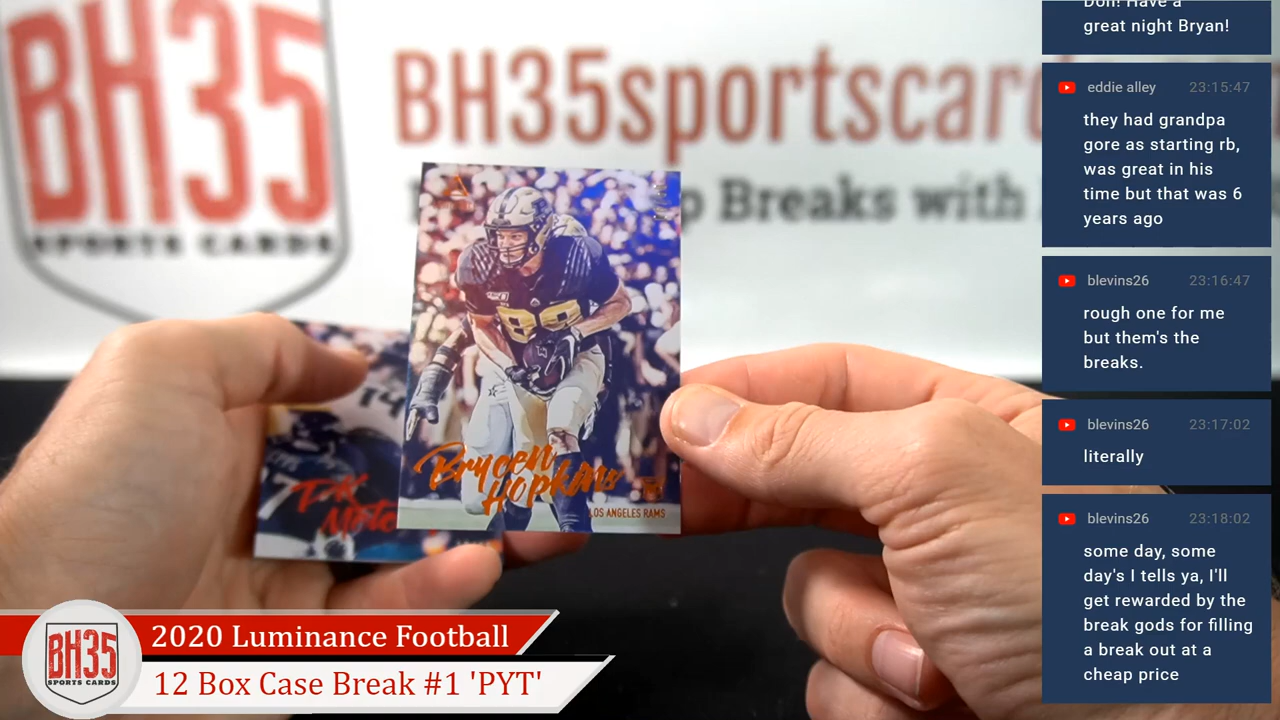 BH35
SPORTS CARDS
BH35sportscar
p Breaks with
89
Brycen
Hopkins
LOS ANGELES RAMS
2020 Luminance Football
12 Box Case Break #1 'PYT'
BH35
SPORTS CARDS
Don! Have a
great night Bryan!
eddie alley 23:15:47
they had grandpa
gore as starting rb,
was great in his
time but that was 6
years ago
blevins26 23:16:47
rough one for me
but them's the
breaks.
blevins26 23:17:02
literally
blevins26 23:18:02
some day, some
day's I tells ya, I'll
get rewarded by the
break gods for filling
a break out at a
cheap price